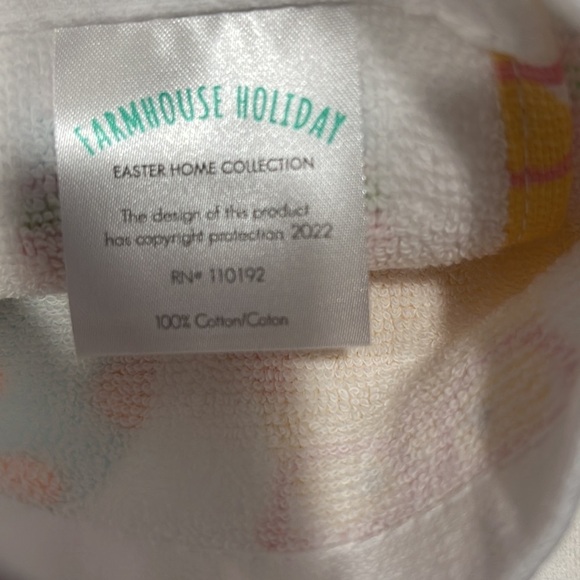 FARMHOUSE HOLIDAY
EASTER HOME COLLECTION
The design of this product
has copyright protection 2022
RN# 110192
100% Cotton/Coton